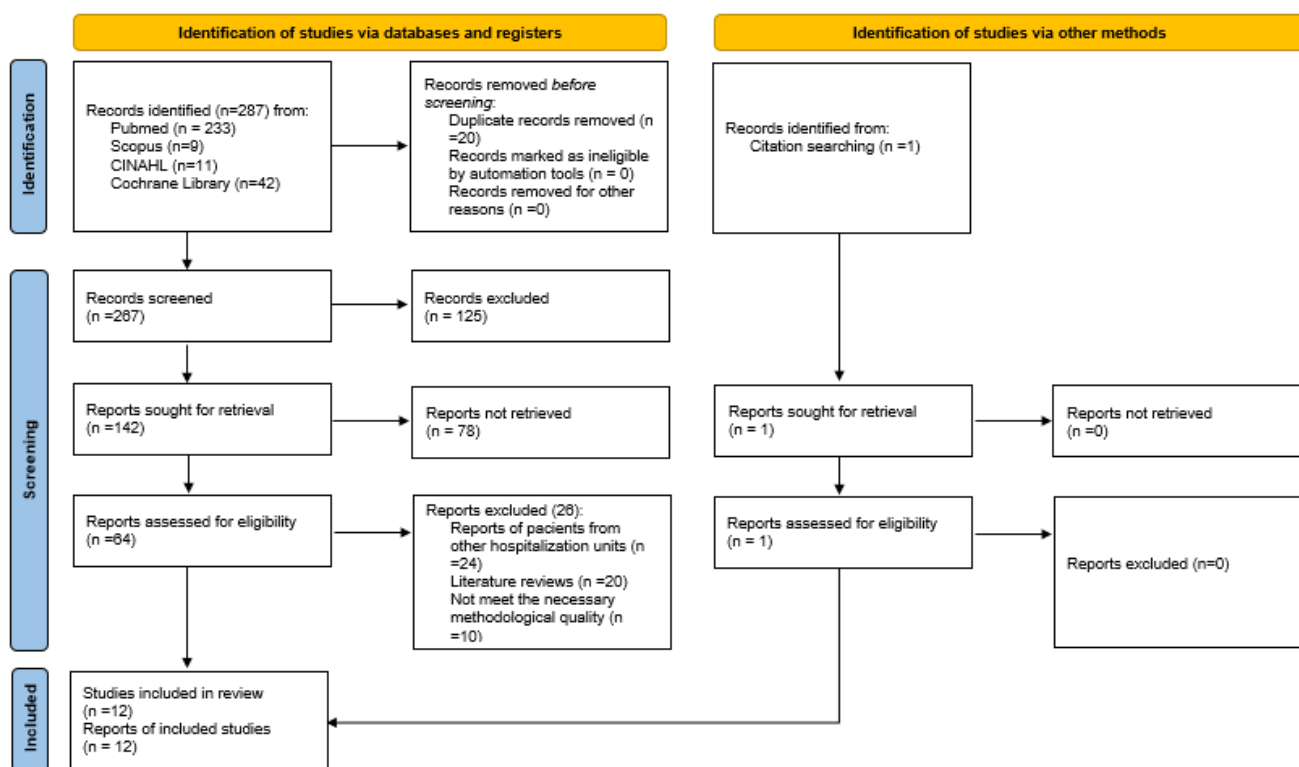 Identification of studies via databases and registers
Identification of studies via other methods
Identification
Records identified (n=287) from:
Pubmed (n = 233)
Scopus (n=9)
CINAHL (n=11)
Cochrane Library (n=42)
Records removed before
screening:
Duplicate records removed (n
=20)
Records marked as ineligible
by automation tools (n = 0)
Records removed for other
reasons (n =0)
Records identified from:
Citation searching (n =1)
Screening
Records screened
(n =267)
Records excluded
(n = 125)
Reports sought for retrieval
(n =142)
Reports not retrieved
(n = 78)
Reports sought for retrieval
(n = 1)
Reports not retrieved
(n =0)
Reports assessed for eligibility
(n =64)
Reports excluded (26):
Reports of pacients from
other hospitalization units (n
=24)
Literature reviews (n =20)
Not meet the necessary
methodological quality (n
=10)
Reports assessed for eligibility
(n = 1)
Reports excluded (n=0)
Included
Studies included in review
(n =12)
Reports of included studies
(n = 12)